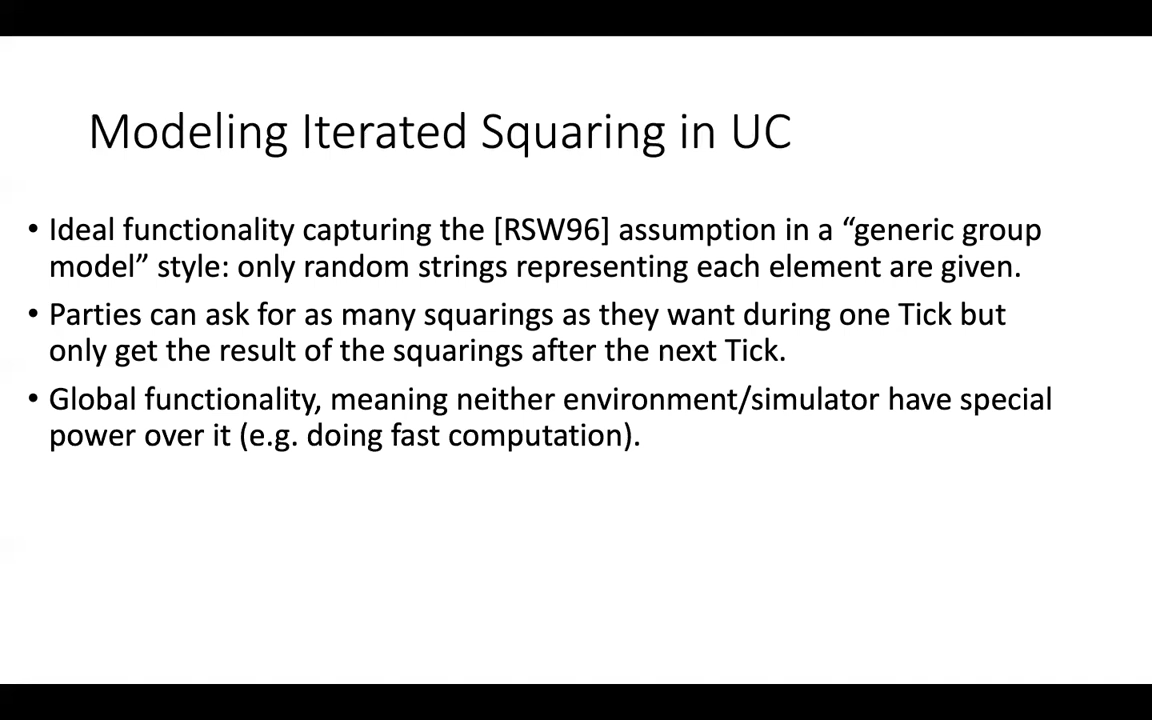 Modeling Iterated Squaring in UC
• Ideal functionality capturing the [RSW96] assumption in a “generic group
model” style: only random strings representing each element are given.
• Parties can ask for as many squarings as they want during one Tick but
only get the result of the squarings after the next Tick.
• Global functionality, meaning neither environment/simulator have special
power over it (e.g. doing fast computation).